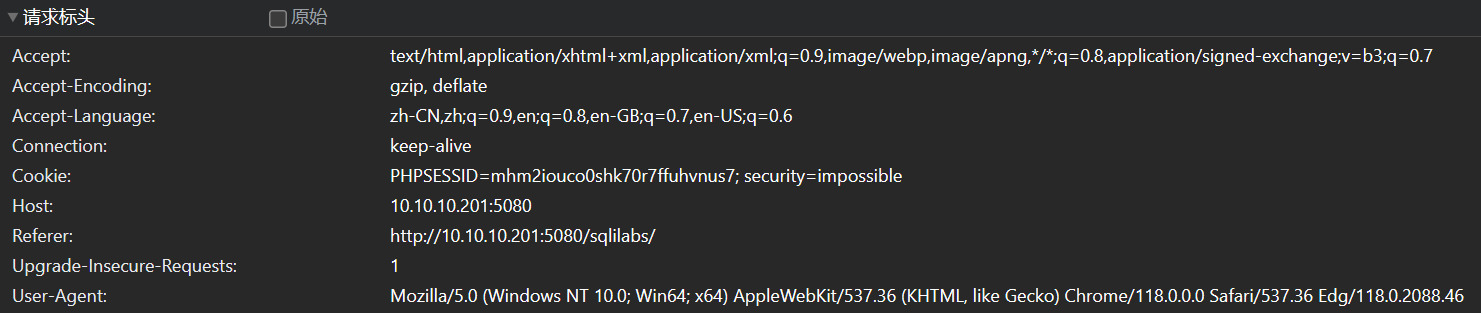 请求标头 原始
Accept: text/html,application/xhtml+xml,application/xml;q=0.9,image/webp,image/apng,*/*;q=0.8,application/signed-exchange;v=b3;q=0.7
Accept-Encoding: gzip, deflate
Accept-Language: zh-CN,zh;q=0.9,en;q=0.8,en-GB;q=0.7,en-US;q=0.6
Connection: keep-alive
Cookie: PHPSESSID=mhm2iouco0shk70r7ffuhvnus7; security=impossible
Host: 10.10.10.201:5080
Referer: http://10.10.10.201:5080/sqlilabs/
Upgrade-Insecure-Requests: 1
User-Agent: Mozilla/5.0 (Windows NT 10.0; Win64; x64) AppleWebKit/537.36 (KHTML, like Gecko) Chrome/118.0.0.0 Safari/537.36 Edg/118.0.2088.46